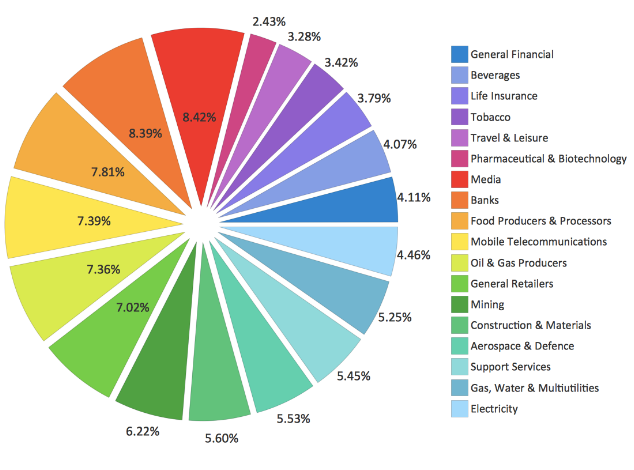 2.43%
3.28%
3.42%
3.79%
4.07%
4.11%
4.46%
5.25%
5.45%
5.53%
5.60%
6.22%
7.02%
7.36%
7.39%
7.81%
8.39%
8.42%
General Financial
Beverages
Life Insurance
Tobacco
Travel & Leisure
Pharmaceutical & Biotechnology
Media
Banks
Food Producers & Processors
Mobile Telecommunications
Oil & Gas Producers
General Retailers
Mining
Construction & Materials
Aerospace & Defence
Support Services
Gas, Water & Multiutilities
Electricity